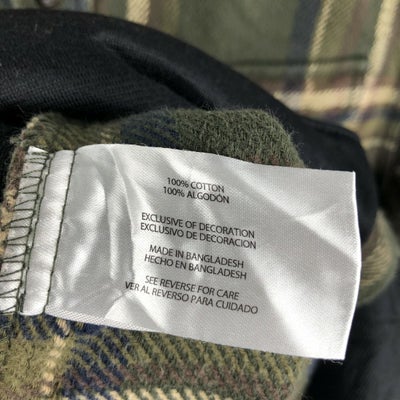 100% COTTON
100% ALGODÓN
EXCLUSIVE OF DECORATION
EXCLUSIVO DE DECORACION
MADE IN BANGLADESH
HECHO EN BANGLADESH
SEE REVERSE FOR CARE
VER AL REVERSO PARA CUIDADO